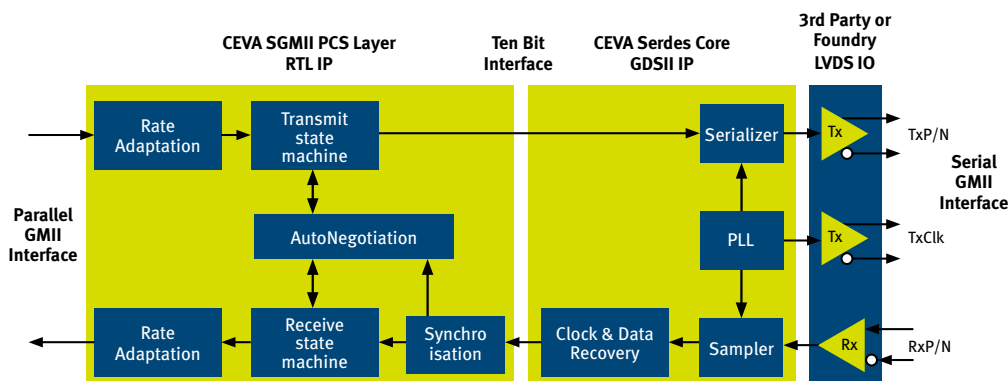 CEVA SGMII PCS Layer
RTL IP
Ten Bit
Interface
CEVA Serdes Core
GDSII IP
3rd Party or
Foundry
LVDS IO
Rate
Adaptation
Transmit
state
machine
Serializer
Tx
TxP/N
Parallel
GMII
Interface
AutoNegotiation
PLL
Tx
TxClk
Serial
GMII
Interface
Rate
Adaptation
Receive
state
machine
Synchro
isation
Clock & Data
Recovery
Sampler
Rx
RxP/N